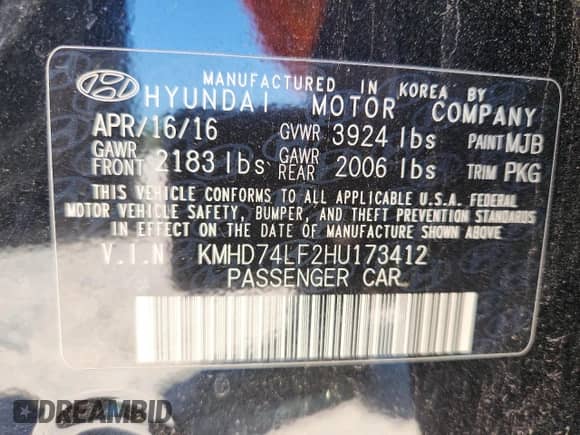 MANUFACTURED IN KOREA BY
HYUNDAI MOTOR COMPANY
APR/16/16 GVWR 3924 lbs PAINT MJB
GAWR FRONT 2183 lbs GAWR REAR 2006 lbs TRIM PKG
THIS VEHICLE CONFORMS TO ALL APPLICABLE U.S.A. FEDERAL
MOTOR VEHICLE SAFETY, BUMPER, AND THEFT PREVENTION STANDARDS
IN EFFECT ON THE DATE OF MANUFACTURE SHOWN ABOVE
V.I.N KMHD74LF2HU173412
PASSENGER CAR
DREAMBID